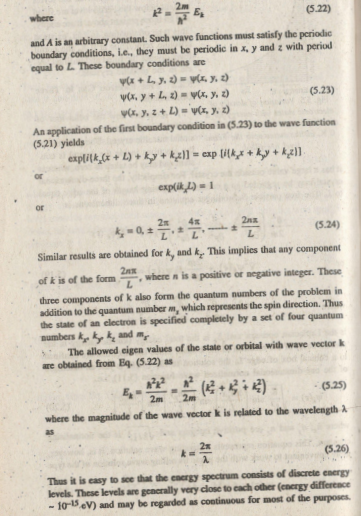 where k² = 2m/ħ² Eₖ (5.22)
and A is an arbitrary constant. Such wave functions must satisfy the periodic
boundary conditions, i.e., they must be periodic in x, y and z with period
equal to L. These boundary conditions are
ψ(x + L, y, z) = ψ(x, y, z)
ψ(x, y + L, z) = ψ(x, y, z) (5.23)
ψ(x, y, z + L) = ψ(x, y, z)
An application of the first boundary condition in (5.23) to the wave function
(5.21) yields
exp[i{kₓ(x + L) + k_y y + k_z z}] = exp [i{kₓx + k_y y + k_z z}]
or
exp(ikₓL) = 1
or
kₓ = 0, ± 2π/L, ± 4π/L, ...... ± 2nπ/L (5.24)
Similar results are obtained for k_y and k_z. This implies that any component
of k is of the form 2nπ/L, where n is a positive or negative integer. These
three components of k also form the quantum numbers of the problem in
addition to the quantum number mₛ which represents the spin direction. Thus
the state of an electron is specified completely by a set of four quantum
numbers kₓ, k_y, k_z and mₛ.
The allowed eigen values of the state or orbital with wave vector k
are obtained from Eq. (5.22) as
Eₖ = ħ²k²/2m = ħ²/2m (kₓ² + k_y² + k_z²) (5.25)
where the magnitude of the wave vector k is related to the wavelength λ
as
k = 2π/λ (5.26)
Thus it is easy to see that the energy spectrum consists of discrete energy
levels. These levels are generally very close to each other (energy difference
~ 10⁻¹⁵ eV) and may be regarded as continuous for most of the purposes.